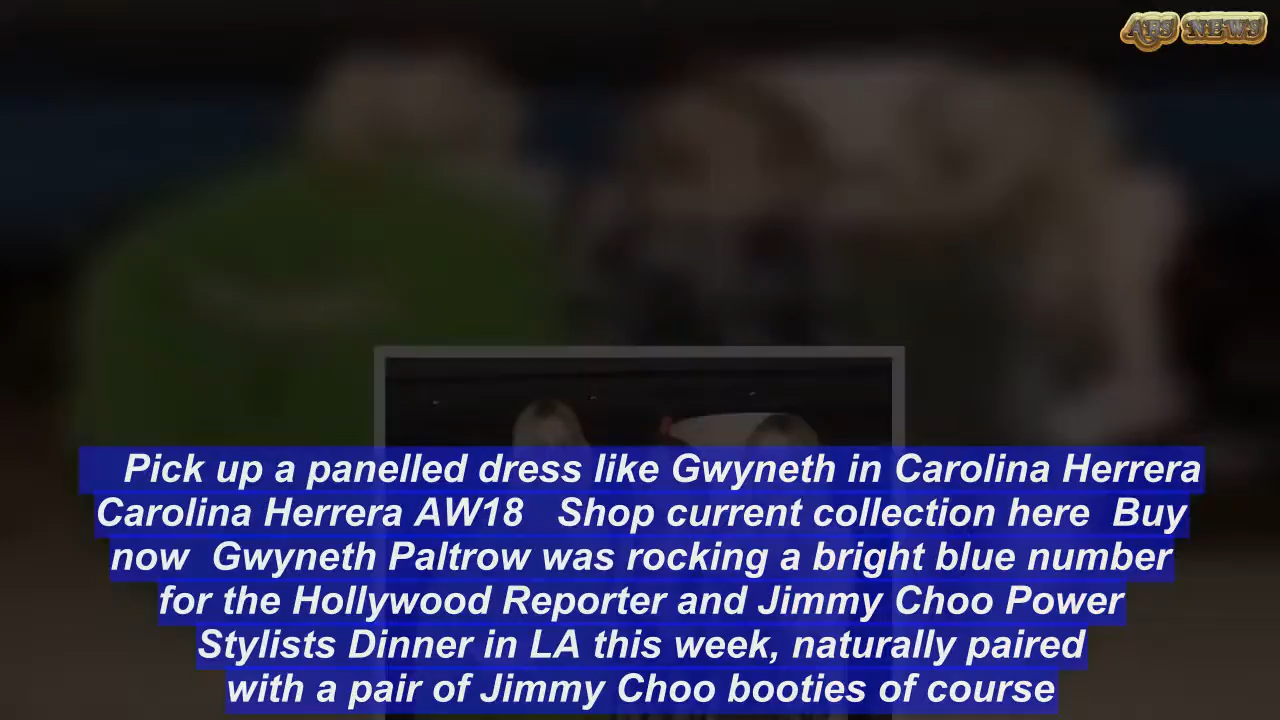 ABS NEWS
Pick up a panelled dress like Gwyneth in Carolina Herrera
Carolina Herrera AW18 Shop current collection here Buy
now Gwyneth Paltrow was rocking a bright blue number
for the Hollywood Reporter and Jimmy Choo Power
Stylists Dinner in LA this week, naturally paired
with a pair of Jimmy Choo booties of course